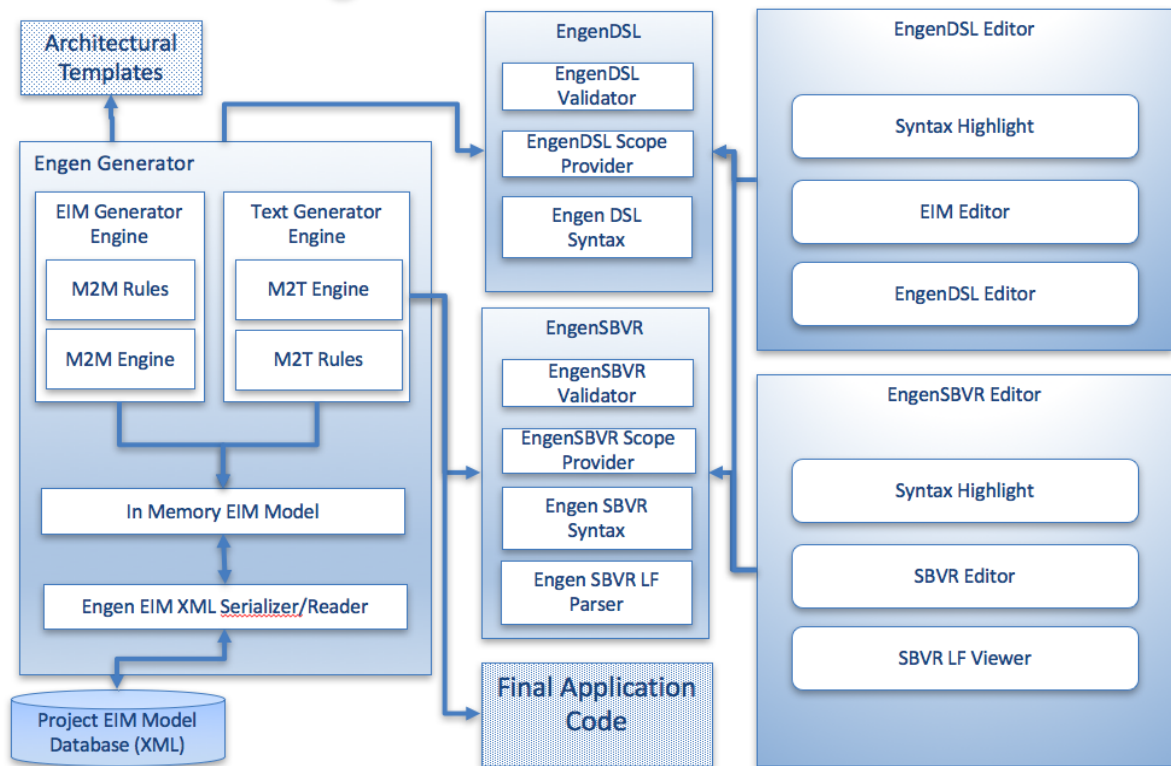 Architectural
Templates
Engen Generator
EIM Generator
Engine
M2M Rules
M2M Engine
Text Generator
Engine
M2T Engine
M2T Rules
In Memory EIM Model
Engen EIM XML Serializer/Reader
Project EIM Model
Database (XML)
EngenDSL
EngenDSL
Validator
EngenDSL Scope
Provider
Engen DSL
Syntax
EngenSBVR
EngenSBVR
Validator
EngenSBVR Scope
Provider
Engen SBVR
Syntax
Engen SBVR LF
Parser
Final Application
Code
EngenDSL Editor
Syntax Highlight
EIM Editor
EngenDSL Editor
EngenSBVR Editor
Syntax Highlight
SBVR Editor
SBVR LF Viewer